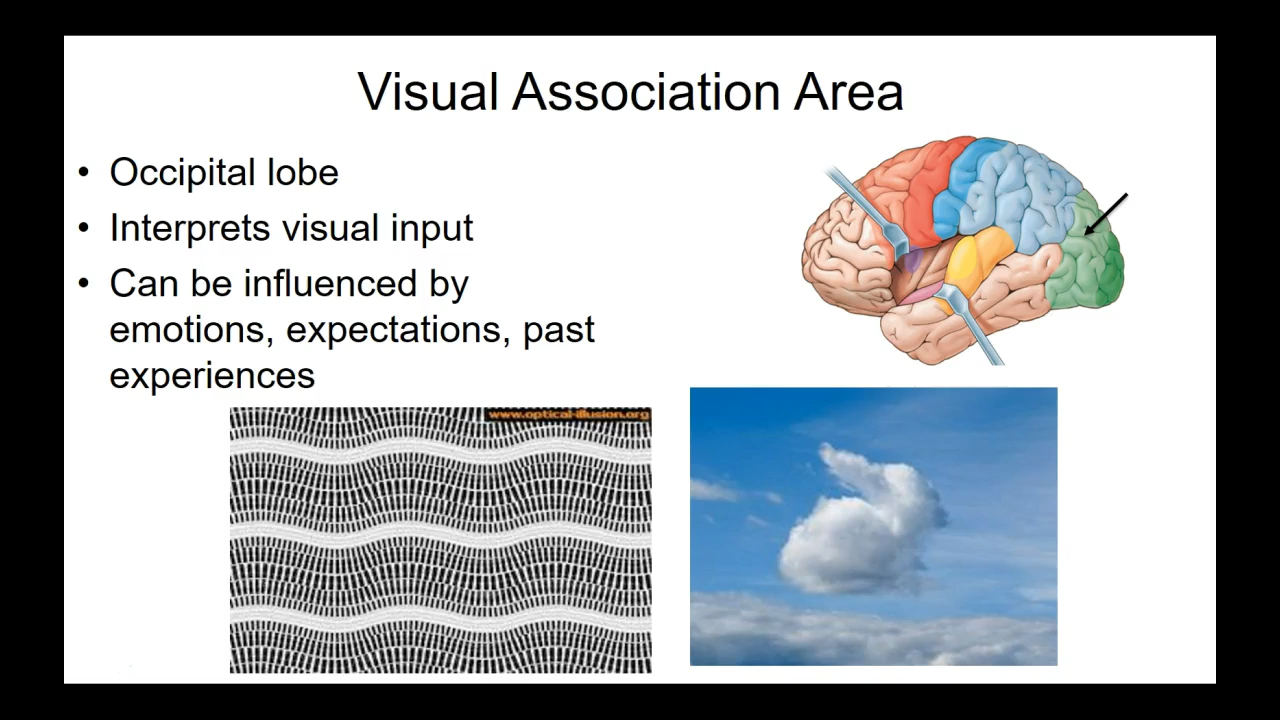 Visual Association Area
• Occipital lobe
• Interprets visual input
• Can be influenced by
emotions, expectations, past
experiences
www.optical-illusion.org